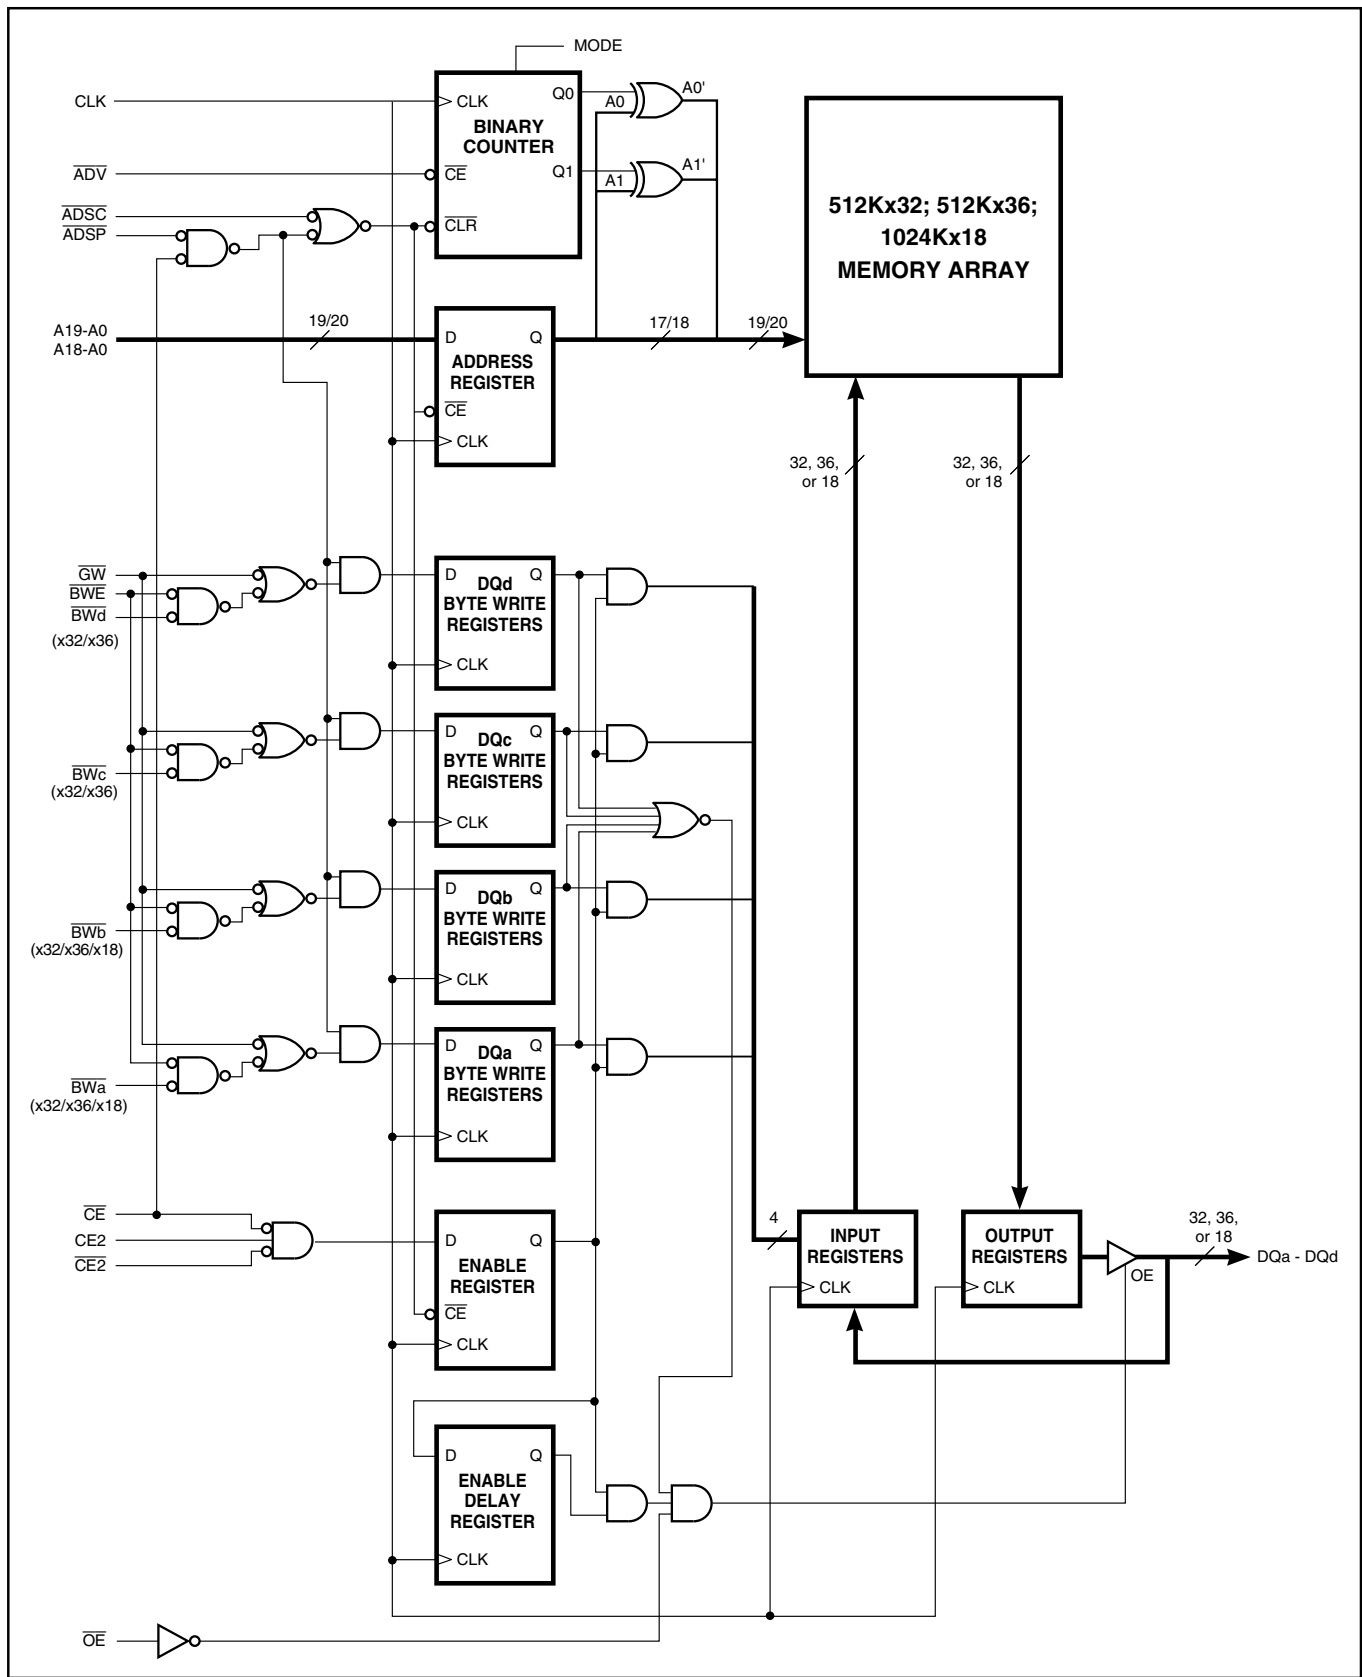 MODE
CLK
CLK
Q0
A0
A0'
BINARY
COUNTER
ADV
CE
Q1
A1
A1'
ADSC
ADSP
CLR
512Kx32; 512Kx36;
1024Kx18
MEMORY ARRAY
A19-A0
A18-A0
19/20
D
Q
17/18
19/20
ADDRESS
REGISTER
CE
CLK
32, 36,
or 18
32, 36,
or 18
GW
BWE
BWd
(x32/x36)
D
Q
DQd
BYTE WRITE
REGISTERS
CLK
BWc
(x32/x36)
D
Q
DQc
BYTE WRITE
REGISTERS
CLK
BWb
(x32/x36/x18)
D
Q
DQb
BYTE WRITE
REGISTERS
CLK
BWa
(x32/x36/x18)
D
Q
DQa
BYTE WRITE
REGISTERS
CLK
CE
CE2
CE2
D
Q
ENABLE
REGISTER
CE
CLK
4
INPUT
REGISTERS
CLK
OUTPUT
REGISTERS
CLK
OE
32, 36,
or 18
DQa - DQd
D
Q
ENABLE
DELAY
REGISTER
CLK
OE